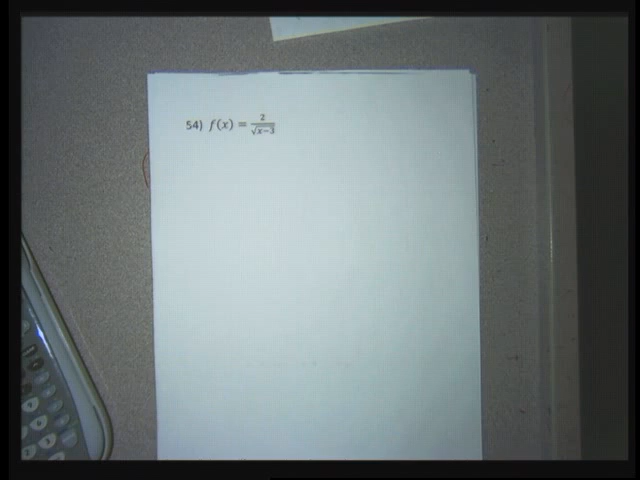 54) f(x) = 2/√x−3